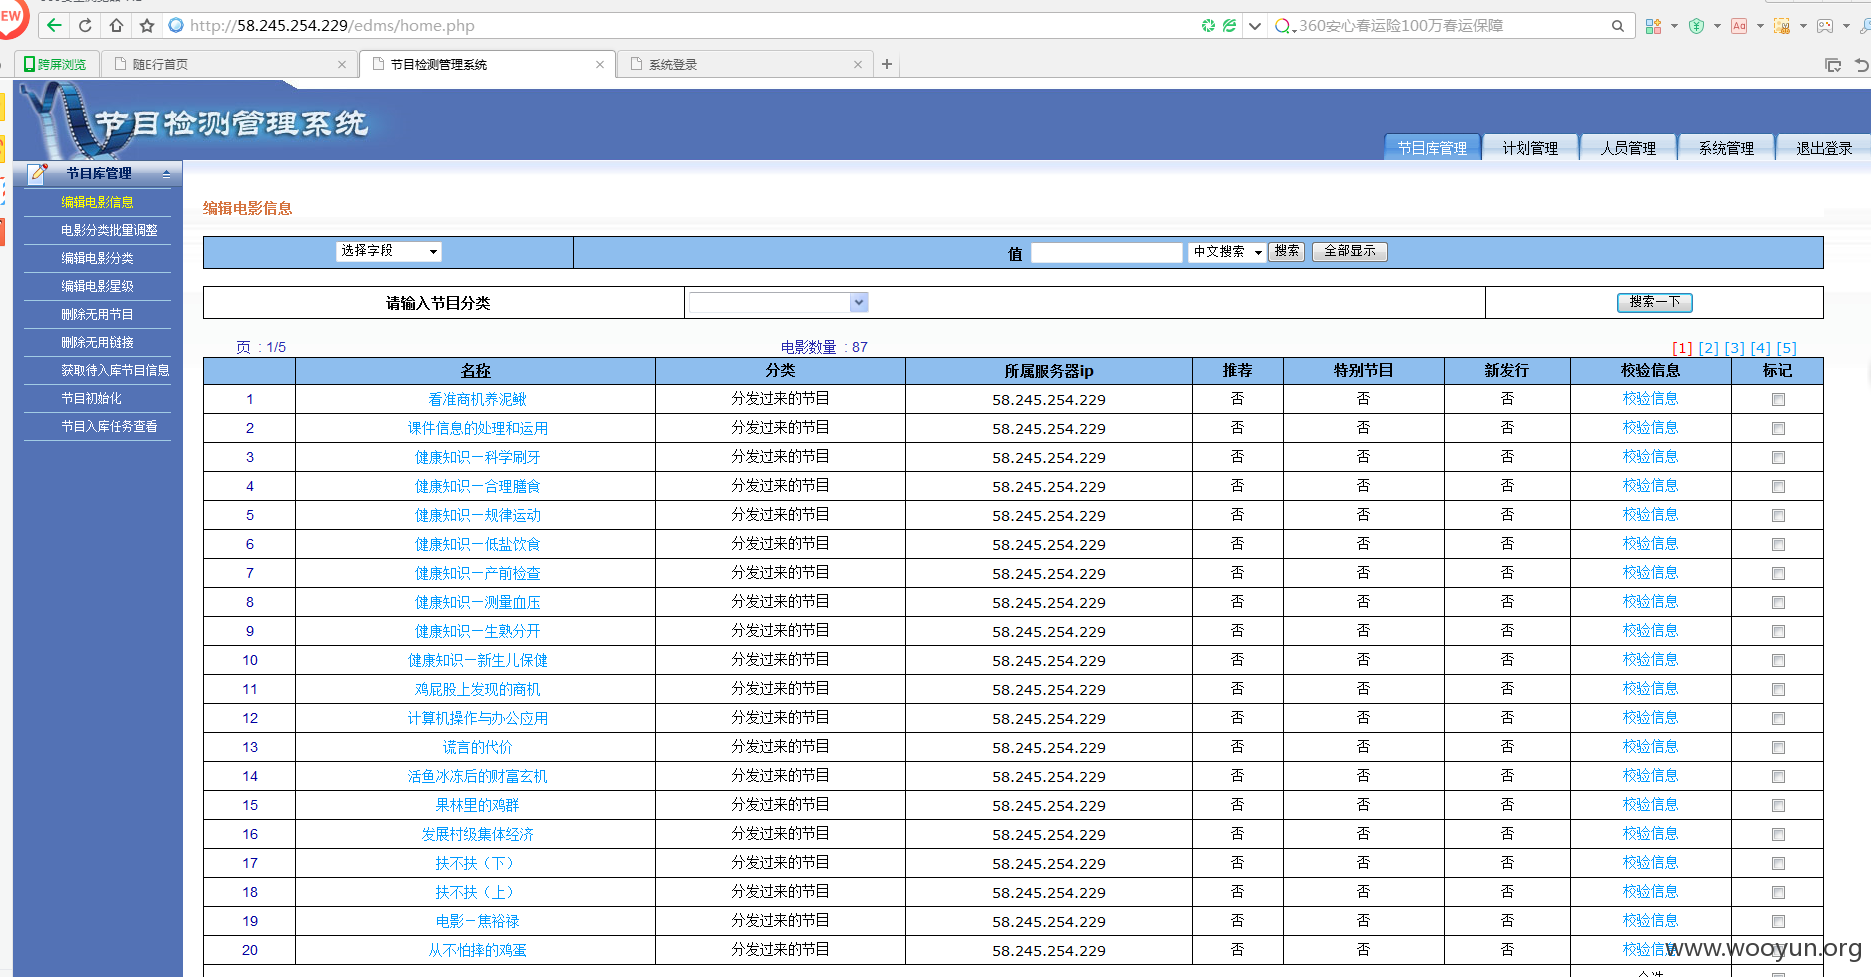 http://58.245.254.229/edms/home.php
360安心春运险100万春运保障
跨屏浏览 随E行首页 节目检测管理系统 系统登录
节目检测管理系统
节目库管理 计划管理 人员管理 系统管理 退出登录
节目库管理
编辑电影信息
电影分类批量调整
编辑电影分类
编辑电影星级
删除无用节目
删除无用链接
获取待入库节目信息
节目初始化
节目入库任务查看
编辑电影信息
选择字段 值 中文搜索 搜索 全部显示
请输入节目分类 搜索一下
页 : 1/5 电影数量 : 87 [1] [2] [3] [4] [5]
名称 分类 所属服务器ip 推荐 特别节目 新发行 校验信息 标记
1 看准商机养泥鳅 分发过来的节目 58.245.254.229 否 否 否 校验信息
2 课件信息的处理和运用 分发过来的节目 58.245.254.229 否 否 否 校验信息
3 健康知识—科学刷牙 分发过来的节目 58.245.254.229 否 否 否 校验信息
4 健康知识—合理膳食 分发过来的节目 58.245.254.229 否 否 否 校验信息
5 健康知识—规律运动 分发过来的节目 58.245.254.229 否 否 否 校验信息
6 健康知识—低盐饮食 分发过来的节目 58.245.254.229 否 否 否 校验信息
7 健康知识—产前检查 分发过来的节目 58.245.254.229 否 否 否 校验信息
8 健康知识—测量血压 分发过来的节目 58.245.254.229 否 否 否 校验信息
9 健康知识—生熟分开 分发过来的节目 58.245.254.229 否 否 否 校验信息
10 健康知识—新生儿保健 分发过来的节目 58.245.254.229 否 否 否 校验信息
11 鸡屁股上发现的商机 分发过来的节目 58.245.254.229 否 否 否 校验信息
12 计算机操作与办公应用 分发过来的节目 58.245.254.229 否 否 否 校验信息
13 谎言的代价 分发过来的节目 58.245.254.229 否 否 否 校验信息
14 活鱼冰冻后的财富玄机 分发过来的节目 58.245.254.229 否 否 否 校验信息
15 果林里的鸡群 分发过来的节目 58.245.254.229 否 否 否 校验信息
16 发展村级集体经济 分发过来的节目 58.245.254.229 否 否 否 校验信息
17 扶不扶（下） 分发过来的节目 58.245.254.229 否 否 否 校验信息
18 扶不扶（上） 分发过来的节目 58.245.254.229 否 否 否 校验信息
19 电影－焦裕禄 分发过来的节目 58.245.254.229 否 否 否 校验信息
20 从不怕摔的鸡蛋 分发过来的节目 58.245.254.229 否 否 否 校验信息
www.wooyun.org